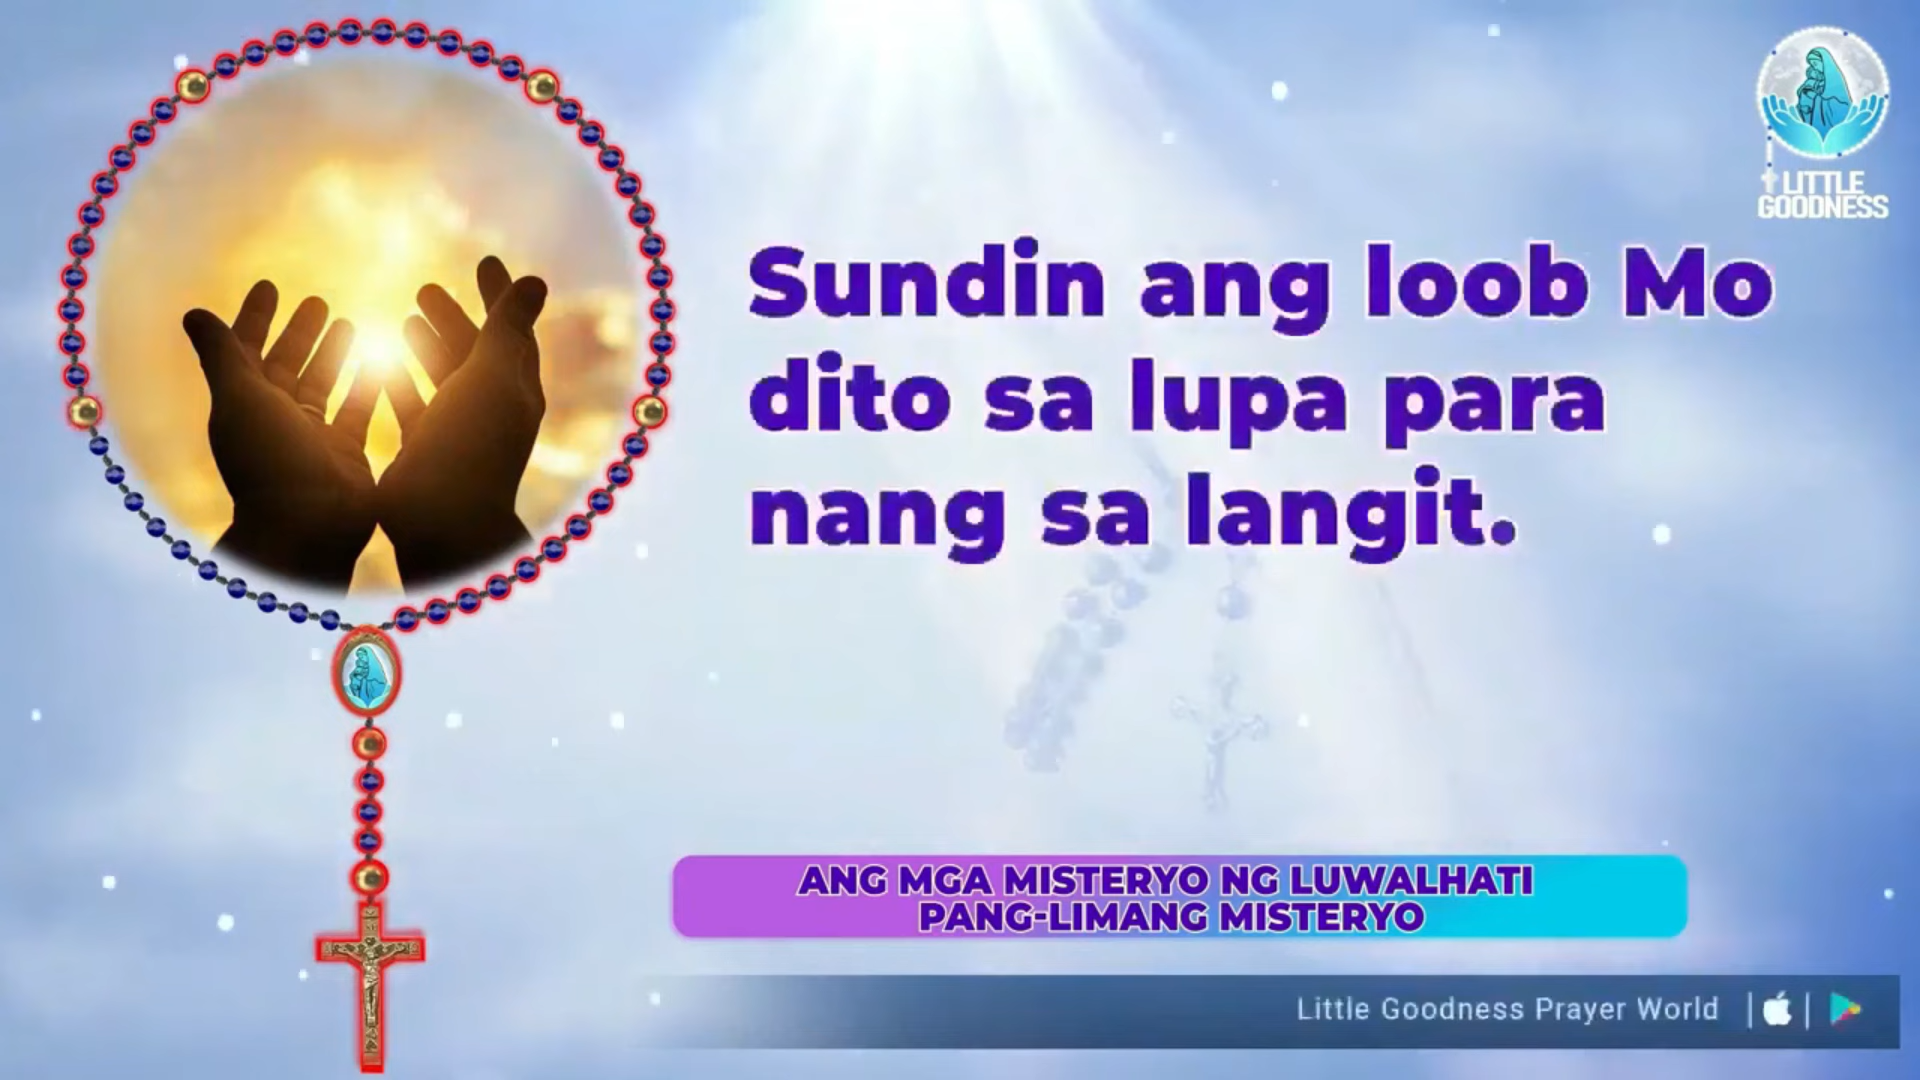 LITTLE
GOODNESS
Sundin ang loob Mo
dito sa lupa para
nang sa langit.
ANG MGA MISTERYO NG LUWALHATI
PANG-LIMANG MISTERYO
Little Goodness Prayer World